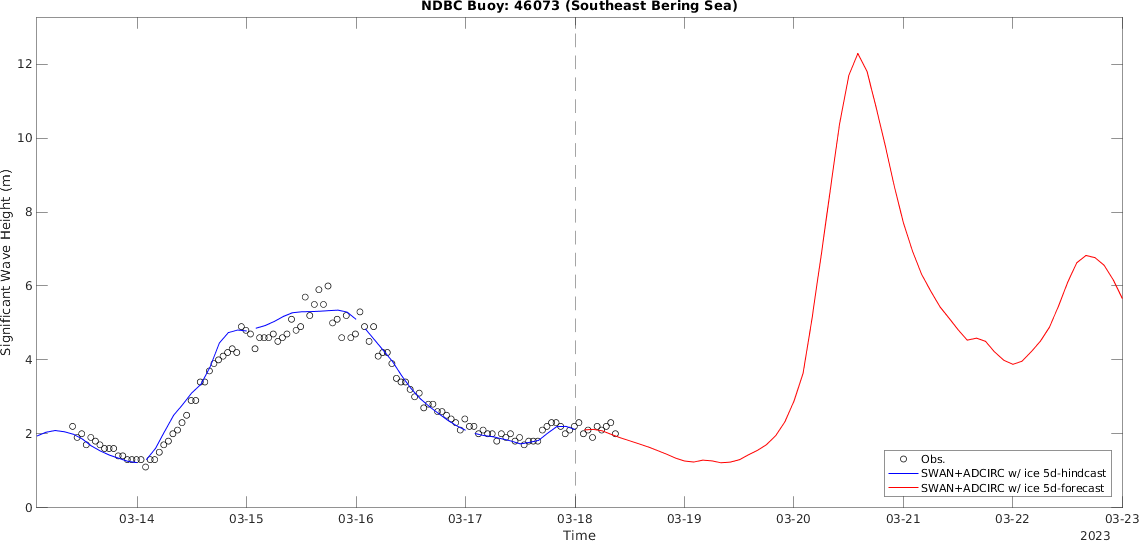 NDBC Buoy: 46073 (Southeast Bering Sea)
Significant Wave Height (m)
12
10
8
6
4
2
0
Obs.
SWAN+ADCIRC w/ ice 5d-hindcast
SWAN+ADCIRC w/ ice 5d-forecast
03-14 03-15 03-16 03-17 03-18 03-19 03-20 03-21 03-22 03-23
Time
2023